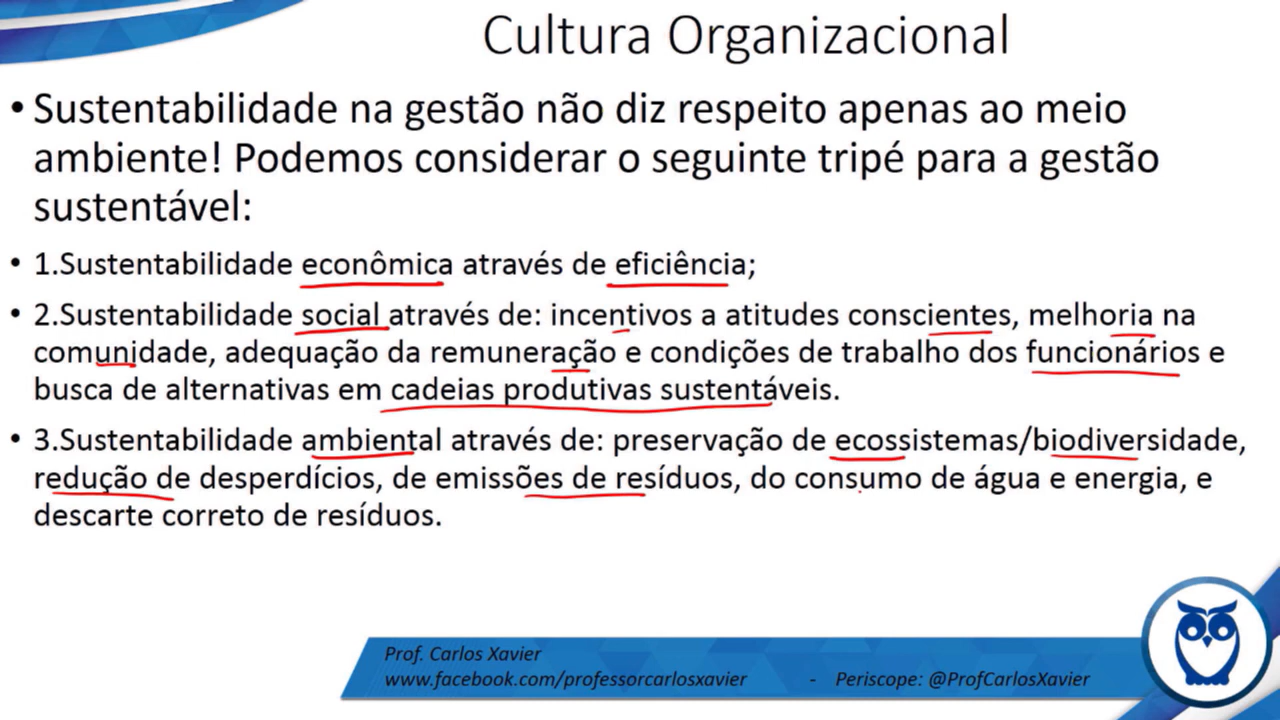 Cultura Organizacional
• Sustentabilidade na gestão não diz respeito apenas ao meio
ambiente! Podemos considerar o seguinte tripé para a gestão
sustentável:
• 1.Sustentabilidade econômica através de eficiência;
• 2.Sustentabilidade social através de: incentivos a atitudes conscientes, melhoria na
comunidade, adequação da remuneração e condições de trabalho dos funcionários e
busca de alternativas em cadeias produtivas sustentáveis.
• 3.Sustentabilidade ambiental através de: preservação de ecossistemas/biodiversidade,
redução de desperdícios, de emissões de resíduos, do consumo de água e energia, e
descarte correto de resíduos.
Prof. Carlos Xavier
www.facebook.com/professorcarlosxavier - Periscope: @ProfCarlosXavier